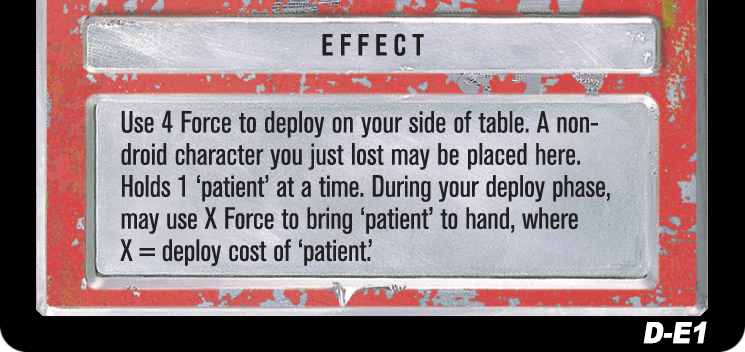 EFFECT
Use 4 Force to deploy on your side of table. A non-
droid character you just lost may be placed here.
Holds 1 ‘patient’ at a time. During your deploy phase,
may use X Force to bring ‘patient’ to hand, where
X = deploy cost of ‘patient.’
D-E1